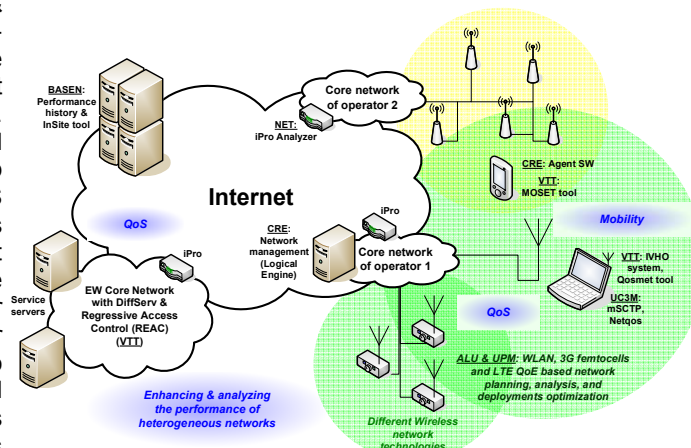 BASEN:
Performance
history &
InSite tool
Core network
of operator 2
NET:
iPro Analyzer
CRE: Agent SW
VTT:
MOSET tool
Internet
QoS
iPro
CRE:
Network
management
(Logical
Engine)
Core network
of operator 1
Mobility
iPro
Service
servers
EW Core Network
with DiffServ &
Regressive Access
Control (REAC)
(VTT)
VTT: IVHO
system,
Qosmet tool
UC3M:
mSCTP,
Netqos
QoS
ALU & UPM: WLAN, 3G femtocells
and LTE QoE based network
planning, analysis, and
deployments optimization
Enhancing & analyzing
the performance of
heterogeneous networks
Different Wireless
network
technologies